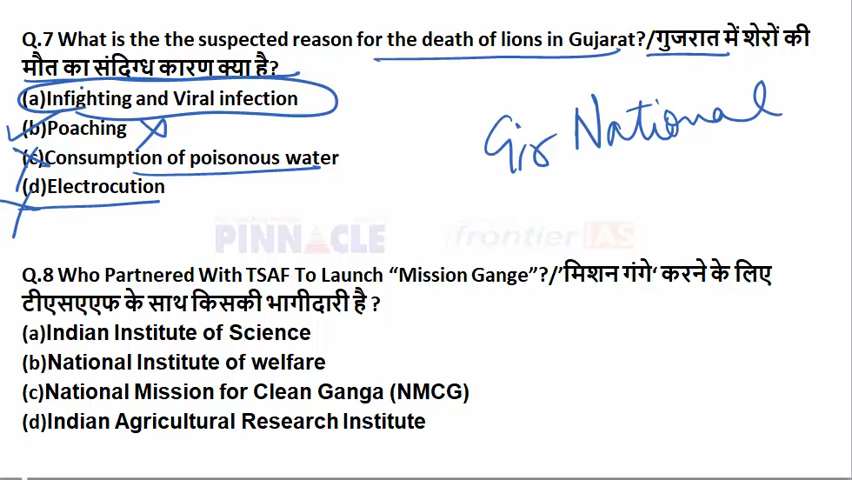 Q.7 What is the the suspected reason for the death of lions in Gujarat?/गुजरात में शेरों की
मौत का संदिग्ध कारण क्या है?
(a)Infighting and Viral infection
(b)Poaching
(c)Consumption of poisonous water
(d)Electrocution
Gir National
PINNACLE frontier IAS
Q.8 Who Partnered With TSAF To Launch “Mission Gange”?/’मिशन गंगे‘ करने के लिए
टीएसएएफ के साथ किसकी भागीदारी है ?
(a)Indian Institute of Science
(b)National Institute of welfare
(c)National Mission for Clean Ganga (NMCG)
(d)Indian Agricultural Research Institute